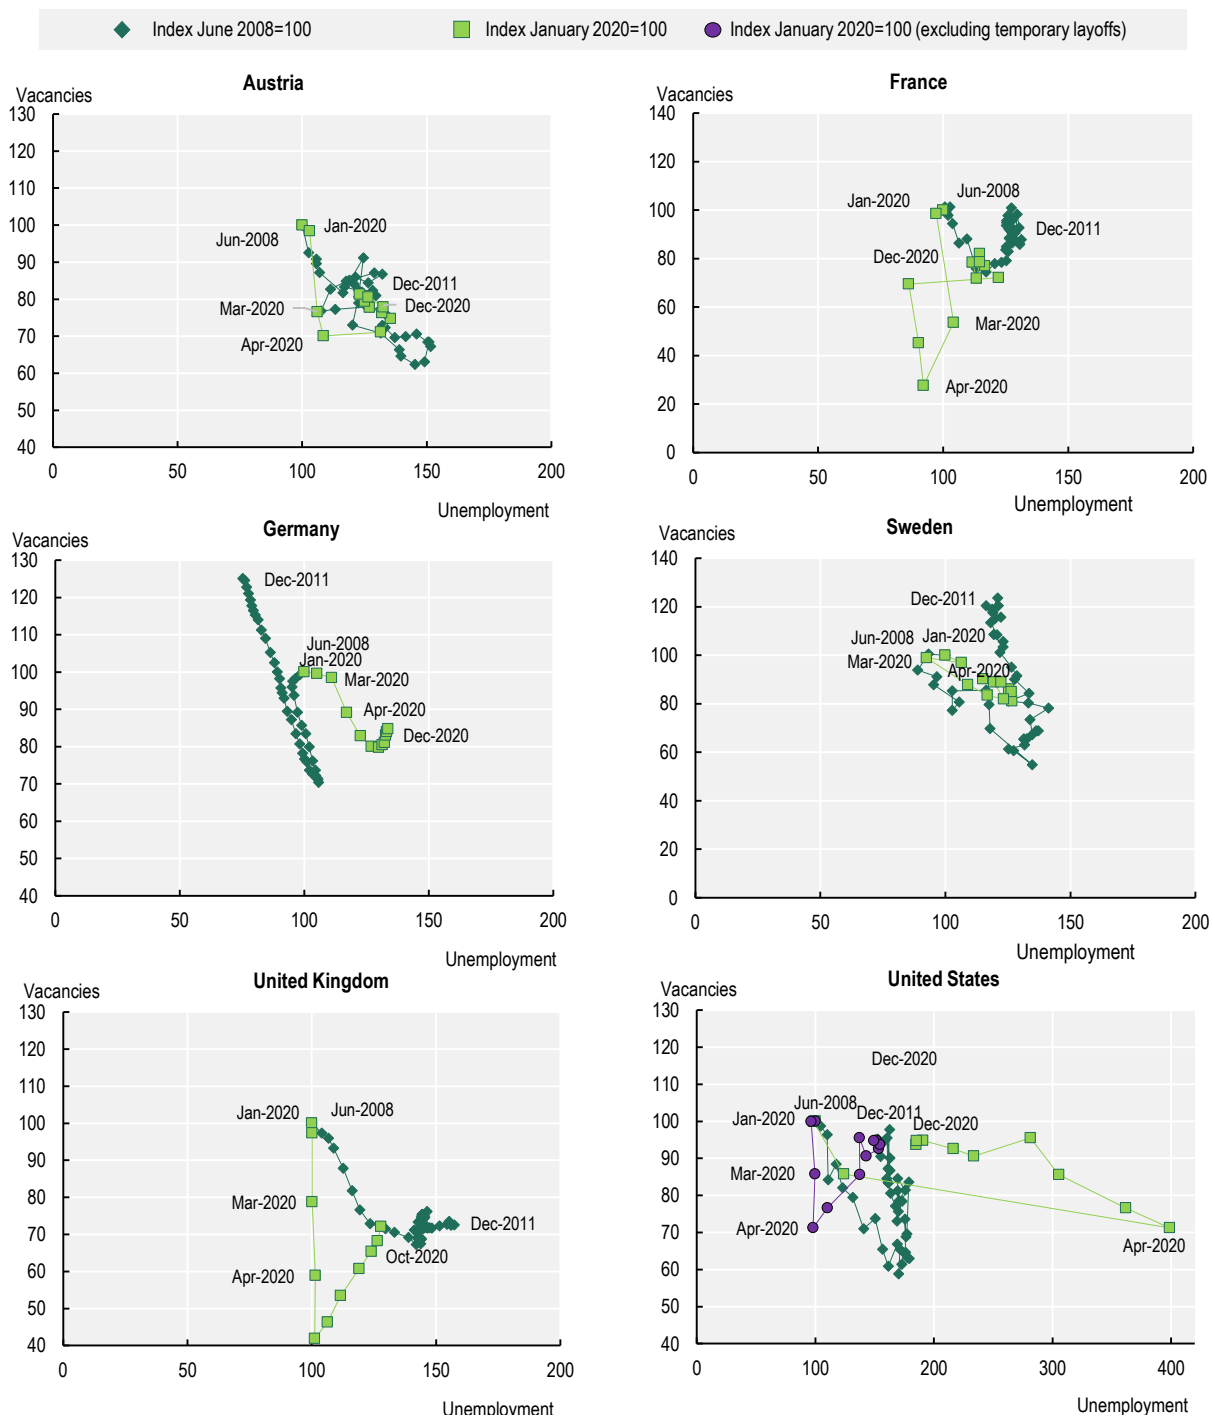 Index June 2008=100 Index January 2020=100 Index January 2020=100 (excluding temporary layoffs)
Austria
Vacancies
130
120
110
100
90
80
70
60
50
40
Jun-2008
Jan-2020
Mar-2020
Apr-2020
Dec-2011
Dec-2020
0 50 100 150 200
Unemployment
France
Vacancies
140
120
100
80
60
40
20
0
Jan-2020
Jun-2008
Dec-2011
Dec-2020
Mar-2020
Apr-2020
0 50 100 150 200
Unemployment
Germany
Vacancies
130
120
110
100
90
80
70
60
50
40
Dec-2011
Jun-2008
Jan-2020
Mar-2020
Apr-2020
Dec-2020
0 50 100 150 200
Unemployment
Sweden
Vacancies
140
120
100
80
60
40
20
0
Dec-2011
Jun-2008
Jan-2020
Mar-2020
Apr-2020
0 50 100 150 200
Unemployment
United Kingdom
Vacancies
130
120
110
100
90
80
70
60
50
40
Jan-2020
Jun-2008
Mar-2020
Dec-2011
Oct-2020
Apr-2020
0 50 100 150 200
Unemployment
United States
Vacancies
130
120
110
100
90
80
70
60
50
40
Dec-2020
Jun-2008
Jan-2020
Dec-2011
Dec-2020
Mar-2020
Apr-2020
Apr-2020
0 100 200 300 400
Unemployment